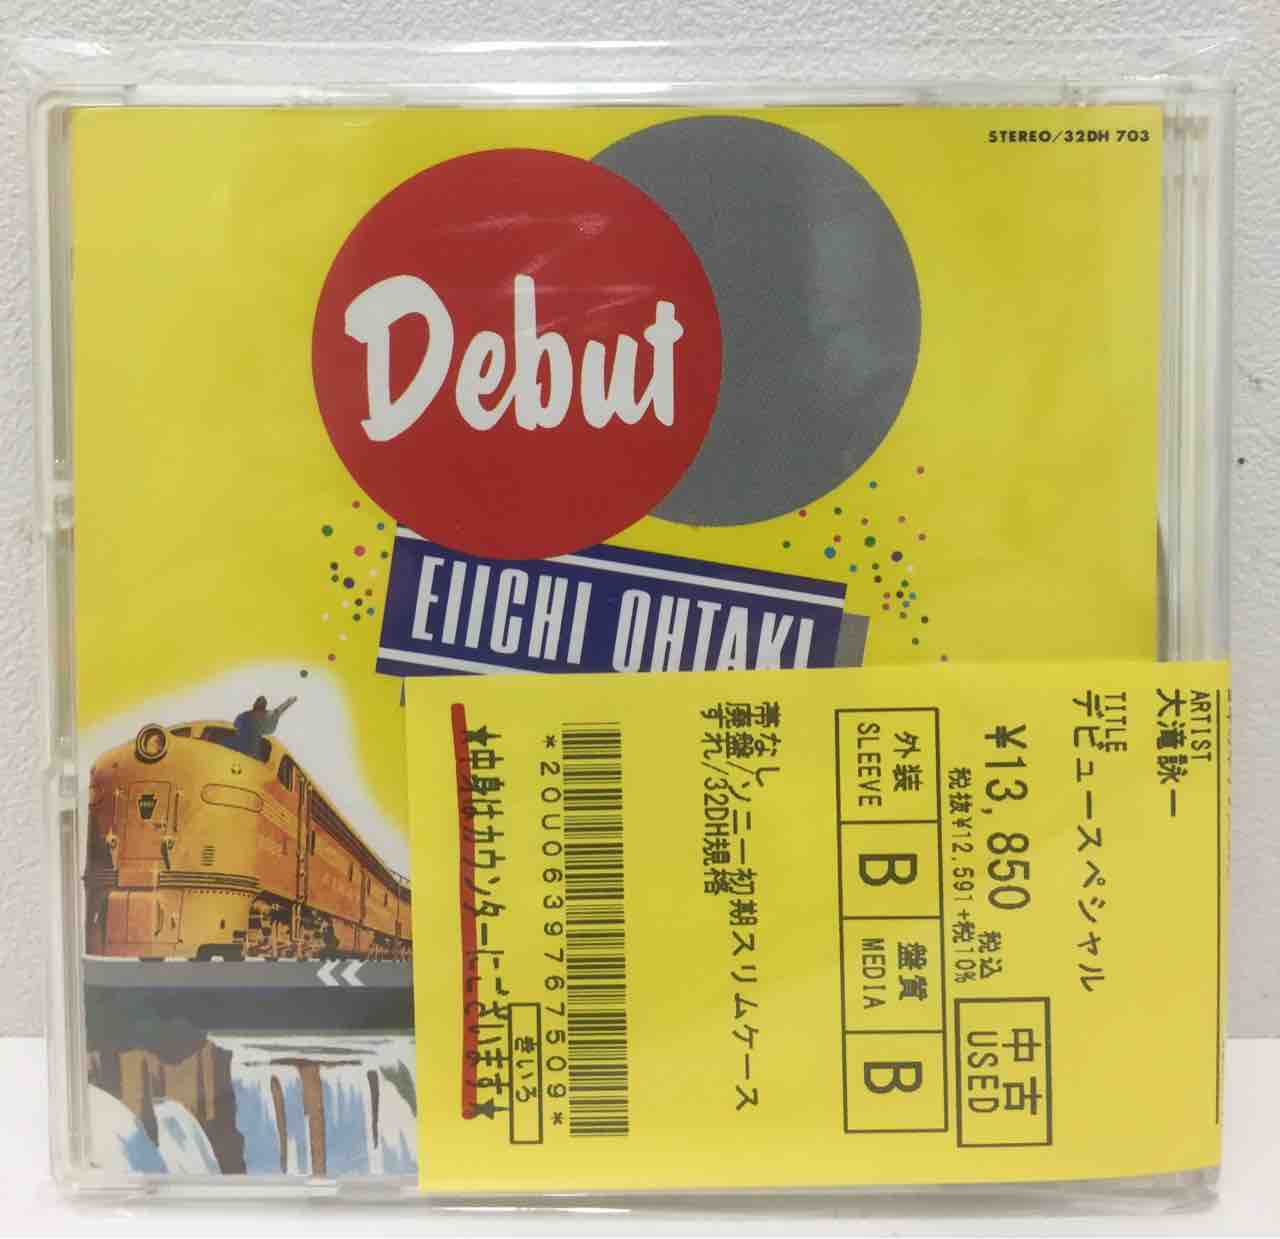 STEREO/32DH 703
Debut
EIICHI OHTAKI
ARTIST
大滝詠一
TITLE
デビュースペシャル
¥13,850 税込
税抜¥12,591+税10%
中古
USED
外装
SLEEVE
B
盤質
MEDIA
B
帯なし
廃盤/ソニー初期スリムケース
すれ/32DH規格
*20U0639767509*
きいろ
★中身はカウンターにございます★